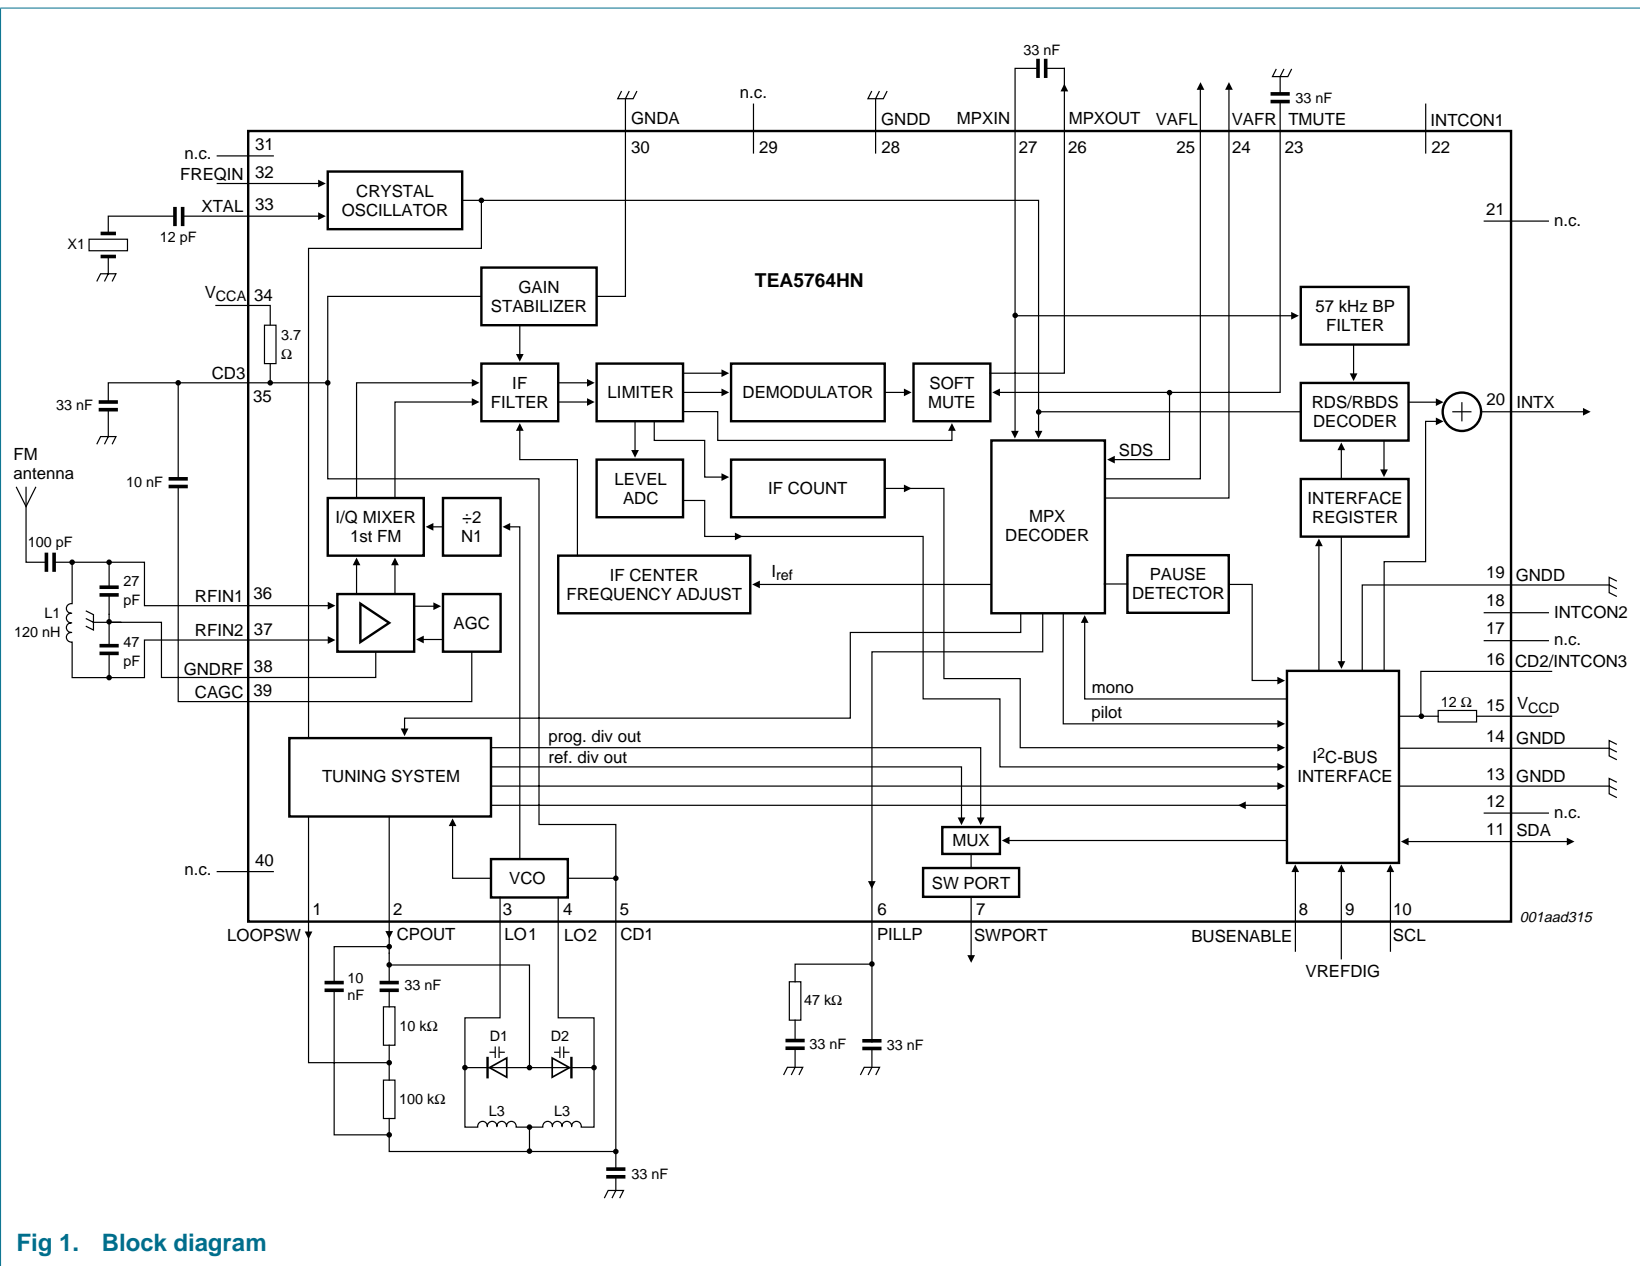 33 nF
n.c.
33 nF
GNDA
GNDD
MPXIN
MPXOUT
VAFL
VAFR
TMUTE
INTCON1
30
29
28
27
26
25
24
23
22
n.c.
31
FREQIN
32
XTAL
33
12 pF
X1
CRYSTAL
OSCILLATOR
21
n.c.
TEA5764HN
VCCA
34
3.7
Ω
GAIN
STABILIZER
57 kHz BP
FILTER
CD3
35
33 nF
IF
FILTER
LIMITER
DEMODULATOR
SOFT
MUTE
RDS/RBDS
DECODER
+
20
INTX
FM
antenna
10 nF
LEVEL
ADC
IF COUNT
SDS
MPX
DECODER
INTERFACE
REGISTER
I/Q MIXER
1st FM
÷2
N1
100 pF
27
pF
L1
120 nH
47
pF
RFIN1
36
RFIN2
37
GNDRF
38
CAGC
39
AGC
IF CENTER
FREQUENCY ADJUST
Iref
PAUSE
DETECTOR
19
GNDD
18
INTCON2
17
n.c.
16
CD2/INTCON3
12 Ω
15
VCCD
14
GNDD
13
GNDD
12
n.c.
11
SDA
mono
pilot
I2C-BUS
INTERFACE
TUNING SYSTEM
prog. div out
ref. div out
MUX
SW PORT
VCO
n.c.
40
1
2
3
4
5
6
7
8
9
10
001aad315
LOOPSW
CPOUT
LO1
LO2
CD1
PILLP
SWPORT
BUSENABLE
VREFDIG
SCL
10
nF
33 nF
10 kΩ
100 kΩ
D1
D2
L3
L3
33 nF
47 kΩ
33 nF
33 nF
Fig 1. Block diagram